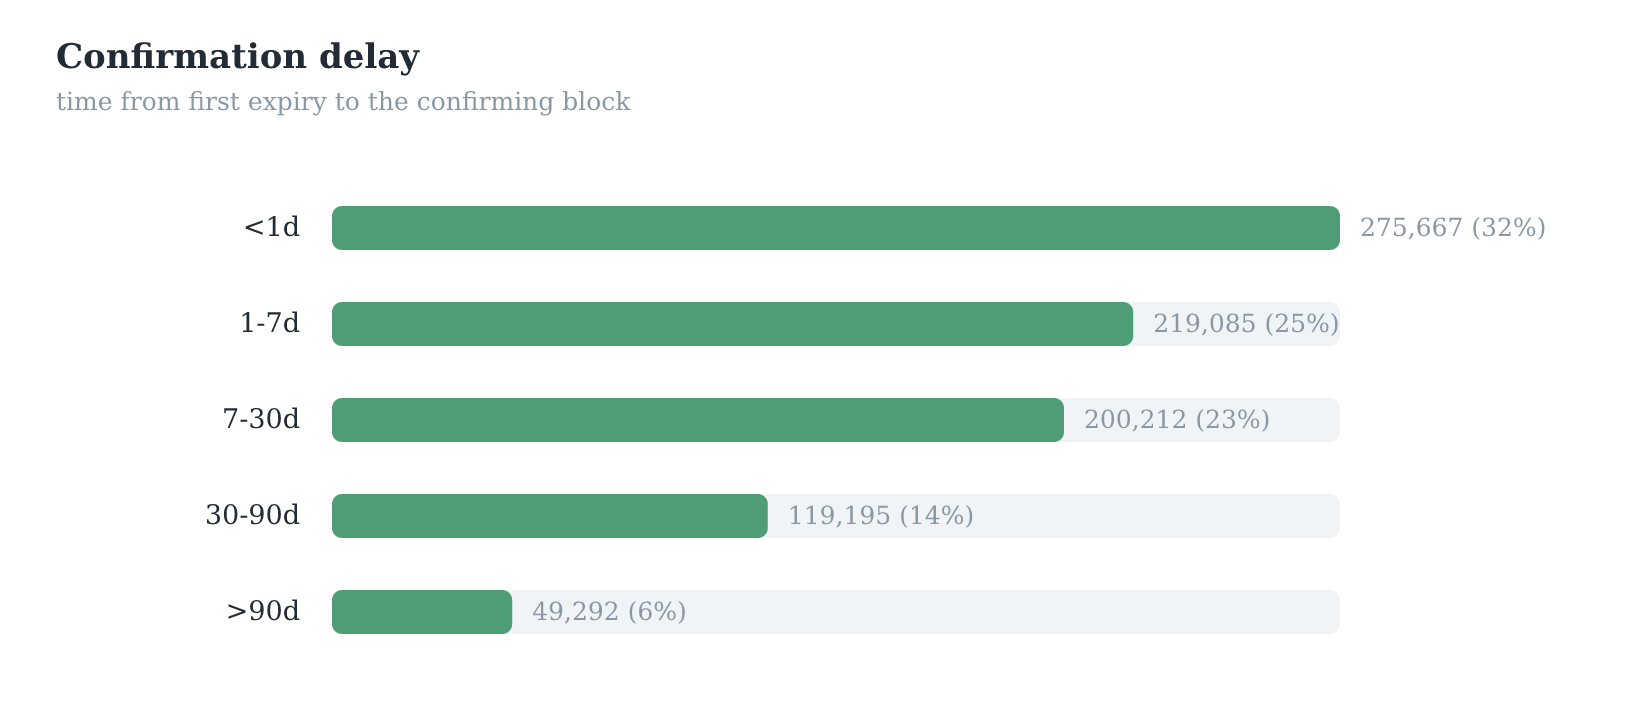 Confirmation delay
time from first expiry to the confirming block
<1d 275,667 (32%)
1-7d 219,085 (25%)
7-30d 200,212 (23%)
30-90d 119,195 (14%)
>90d 49,292 (6%)